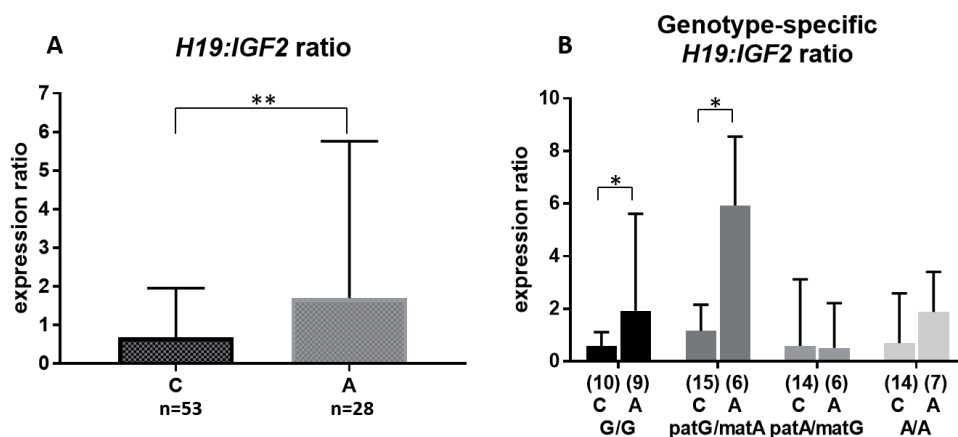 A
H19:IGF2 ratio
expression ratio
7
6
5
4
3
2
1
0
**
C
A
n=53
n=28
B
Genotype-specific
H19:IGF2 ratio
expression ratio
10
8
6
4
2
0
*
*
(10) (9) (15) (6) (14) (6) (14) (7)
C A C A C A C A
G/G patG/matA patA/matG A/A